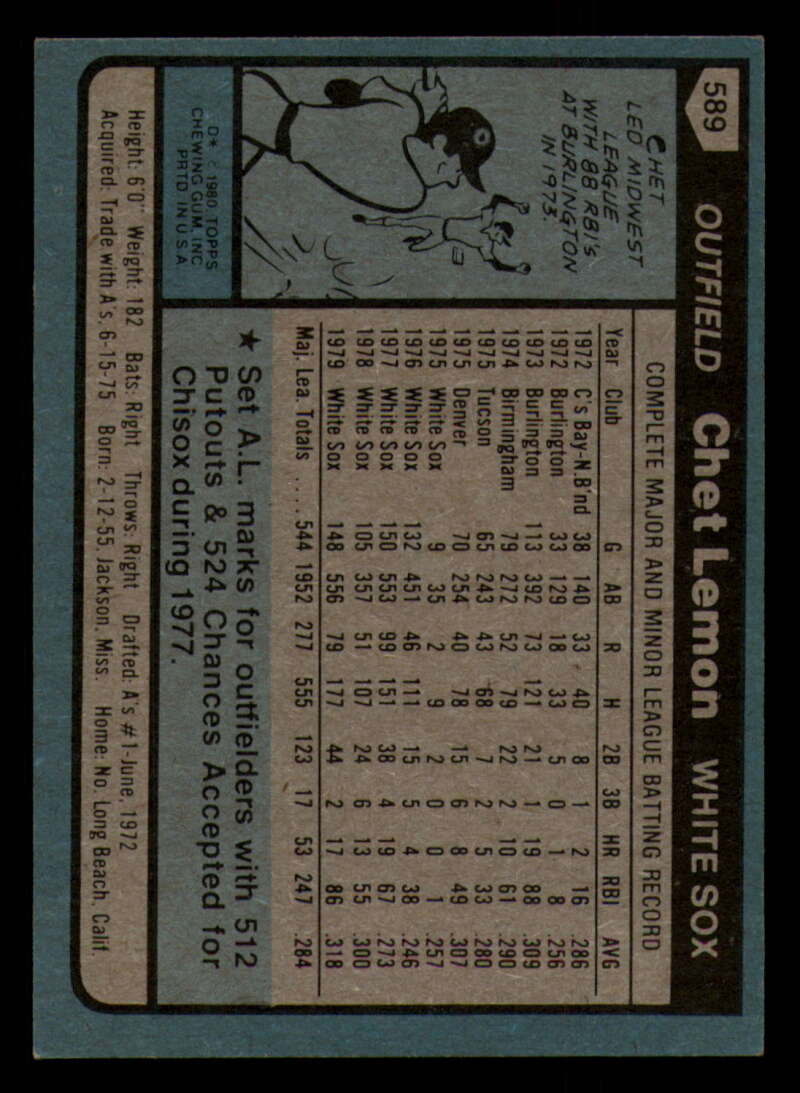 589
OUTFIELD Chet Lemon WHITE SOX
CHET
LED MIDWEST
LEAGUE
WITH 88 RBI'S
AT BURLINGTON
IN 1973.
D* © 1980 TOPPS
CHEWING GUM, INC
PRTD IN U S A
COMPLETE MAJOR AND MINOR LEAGUE BATTING RECORD
Year Club G AB R H 2B 3B HR RBI AVG
1972 C's Bay-N.B'nd 38 140 33 40 8 1 2 16 .286
1972 Burlington 33 129 18 33 5 0 1 8 .256
1973 Burlington 113 392 73 121 21 1 19 88 .309
1974 Birmingham 79 272 52 79 22 2 10 61 .290
1975 Tucson 65 243 43 68 7 2 5 33 .280
1975 Denver 70 254 40 78 15 6 8 49 .307
1975 White Sox 9 35 2 9 2 0 0 1 .257
1976 White Sox 132 451 46 111 15 5 4 38 .246
1977 White Sox 150 553 99 151 38 4 19 67 .273
1978 White Sox 105 357 51 107 24 6 13 55 .300
1979 White Sox 148 556 79 177 44 2 17 86 .318
Maj. Lea. Totals .... 544 1952 277 555 123 17 53 247 .284
★ Set A.L. marks for outfielders with 512
Putouts & 524 Chances Accepted for
Chisox during 1977.
Height: 6'0" Weight: 182 Bats: Right Throws: Right Drafted: A's #1-June, 1972
Acquired: Trade with A's, 6-15-75 Born: 2-12-55, Jackson, Miss. Home: No. Long Beach, Calif.